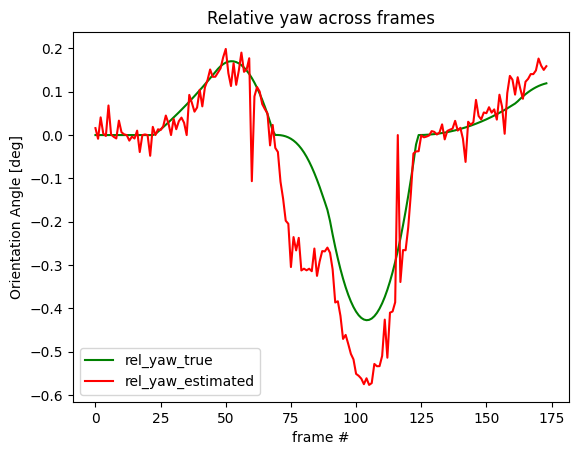 Relative yaw across frames
Orientation Angle [deg]
0.2
0.1
0.0
−0.1
−0.2
−0.3
−0.4
−0.5
−0.6
rel_yaw_true
rel_yaw_estimated
0 25 50 75 100 125 150 175
frame #